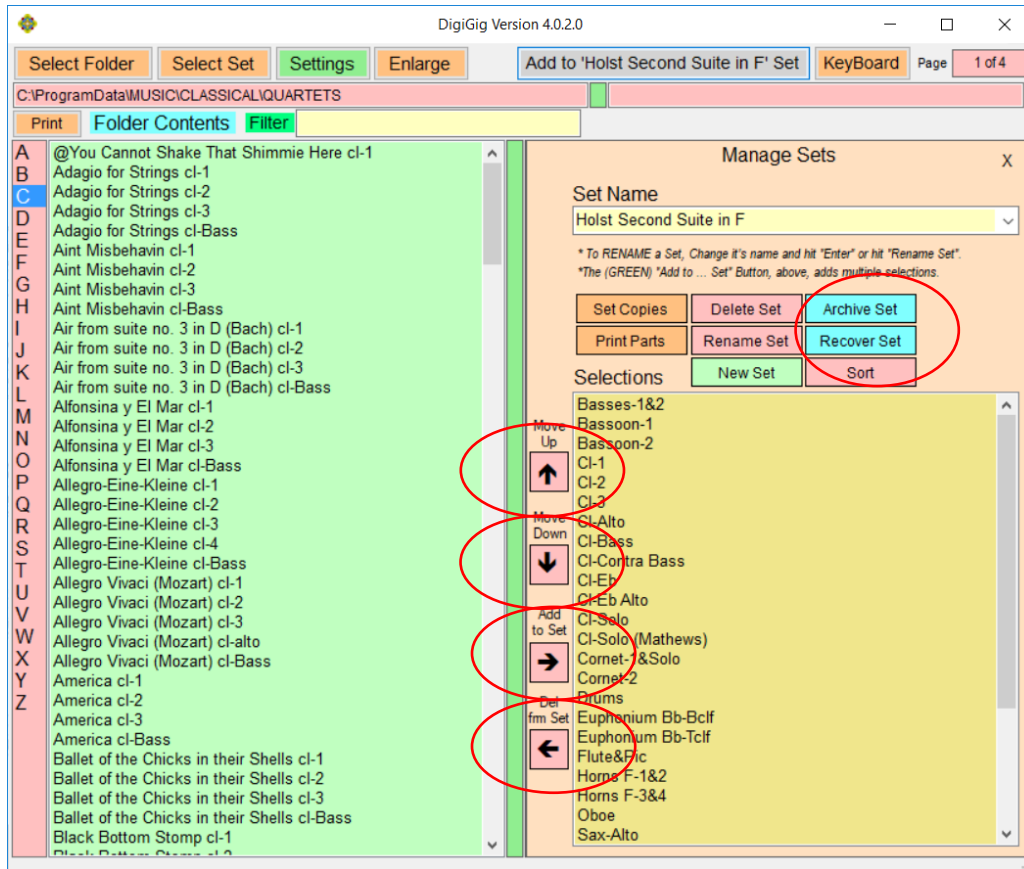 DigiGig Version 4.0.2.0
Select Folder Select Set Settings Enlarge Add to 'Holst Second Suite in F' Set KeyBoard Page 1 of 4
C:\ProgramData\MUSIC\CLASSICAL\QUARTETS
Print Folder Contents Filter
A
B
C
D
E
F
G
H
I
J
K
L
M
N
O
P
Q
R
S
T
U
V
W
X
Y
Z
@You Cannot Shake That Shimmie Here cl-1
Adagio for Strings cl-1
Adagio for Strings cl-2
Adagio for Strings cl-3
Adagio for Strings cl-Bass
Aint Misbehavin cl-1
Aint Misbehavin cl-2
Aint Misbehavin cl-3
Aint Misbehavin cl-Bass
Air from suite no. 3 in D (Bach) cl-1
Air from suite no. 3 in D (Bach) cl-2
Air from suite no. 3 in D (Bach) cl-3
Air from suite no. 3 in D (Bach) cl-Bass
Alfonsina y El Mar cl-1
Alfonsina y El Mar cl-2
Alfonsina y El Mar cl-3
Alfonsina y El Mar cl-Bass
Allegro-Eine-Kleine cl-1
Allegro-Eine-Kleine cl-2
Allegro-Eine-Kleine cl-3
Allegro-Eine-Kleine cl-4
Allegro-Eine-Kleine cl-Bass
Allegro Vivaci (Mozart) cl-1
Allegro Vivaci (Mozart) cl-2
Allegro Vivaci (Mozart) cl-3
Allegro Vivaci (Mozart) cl-alto
Allegro Vivaci (Mozart) cl-Bass
America cl-1
America cl-2
America cl-3
America cl-Bass
Ballet of the Chicks in their Shells cl-1
Ballet of the Chicks in their Shells cl-2
Ballet of the Chicks in their Shells cl-3
Ballet of the Chicks in their Shells cl-Bass
Black Bottom Stomp cl-1
Manage Sets X
Set Name
Holst Second Suite in F
* To RENAME a Set, Change it's name and hit "Enter" or hit "Rename Set".
*The (GREEN) "Add to ... Set" Button, above, adds multiple selections.
Set Copies Delete Set Archive Set
Print Parts Rename Set Recover Set
Selections New Set Sort
Move
Up
Move
Down
Add
to Set
Del
frm Set
Basses-1&2
Bassoon-1
Bassoon-2
Cl-1
Cl-2
Cl-3
Cl-Alto
Cl-Bass
Cl-Contra Bass
Cl-Eb
Cl-Eb Alto
Cl-Solo
Cl-Solo (Mathews)
Cornet-1&Solo
Cornet-2
Drums
Euphonium Bb-Bclf
Euphonium Bb-Tclf
Flute&Pic
Horns F-1&2
Horns F-3&4
Oboe
Sax-Alto